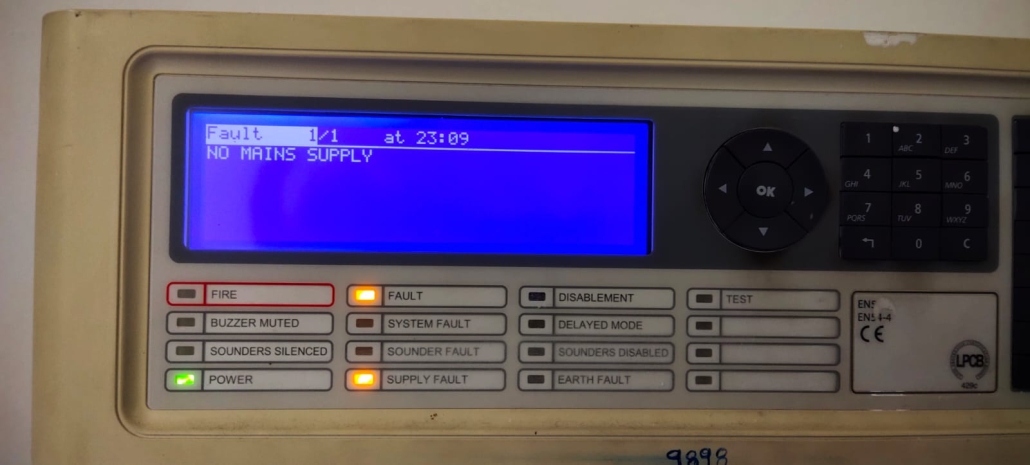 Fault 1/1 at 23:09
NO MAINS SUPPLY
OK
1 ABC 2 DEF 3
GHI 4 JKL 5 MNO 6
PQRS 7 TUV 8 WXYZ 9
0 C
FIRE
BUZZER MUTED
SOUNDERS SILENCED
POWER
FAULT
SYSTEM FAULT
SOUNDER FAULT
SUPPLY FAULT
DISABLEMENT
DELAYED MODE
SOUNDERS DISABLED
EARTH FAULT
TEST
CE
LPCB
9898